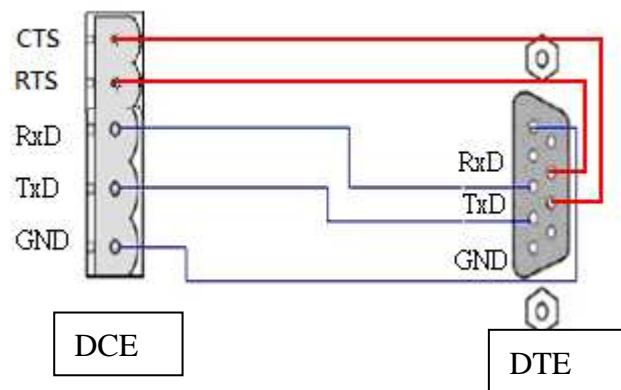 CTS
RTS
RxD
TxD
GND
RxD
TxD
GND
DCE
DTE